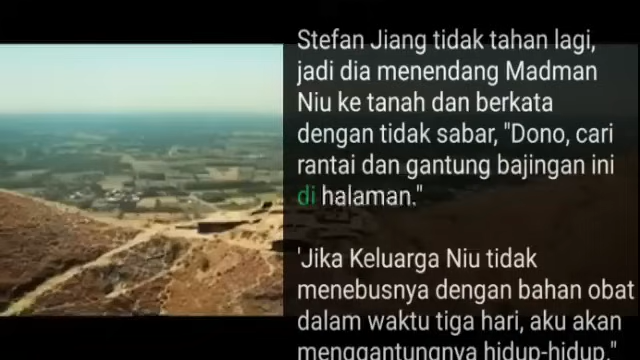 Stefan Jiang tidak tahan lagi,
jadi dia menendang Madman
Niu ke tanah dan berkata
dengan tidak sabar, "Dono, cari
rantai dan gantung bajingan ini
di halaman."
'Jika Keluarga Niu tidak
menebusnya dengan bahan obat
dalam waktu tiga hari, aku akan
menggantungnya hidup-hidup."